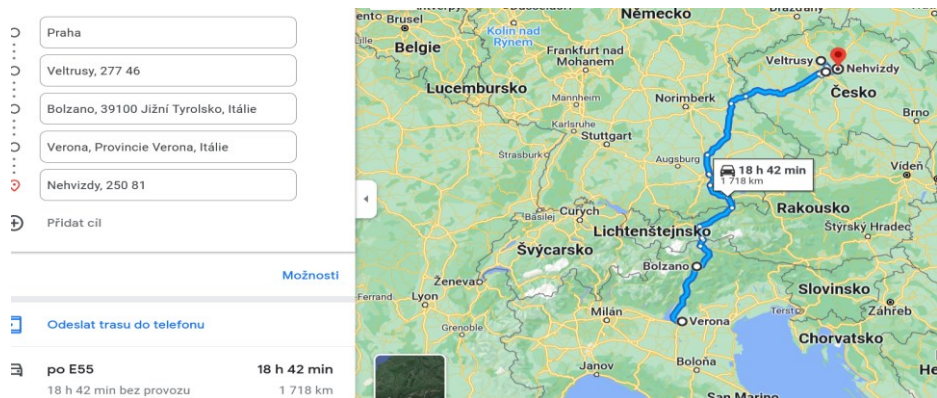 Praha
Veltrusy, 277 46
Bolzano, 39100 Jižní Tyrolsko, Itálie
Verona, Provincie Verona, Itálie
Nehvizdy, 250 81
Přidat cíl
Možnosti
Odeslat trasu do telefonu
po E55 18 h 42 min
18 h 42 min bez provozu 1 718 km
Brusel
Kolín nad
Rýnem
Německo
Belgie
Frankfurt nad
Mohanem
Veltrusy
Nehvizdy
Lucembursko
Česko
Mannheim
Norimberk
Brno
Karlsruhe
Stuttgart
Štrasburk
Augsburg
Vídeň
18 h 42 min
1 718 km
Basilej
Curych
Rakousko
Lichtenštejnsko
Štýrský Hradec
Švýcarsko
Bolzano
Ženeva
Slovinsko
Lyon
Milán
Terst
Záhřeb
Verona
Grenoble
Chorvatsko
Janov
Boloňa
San Marino